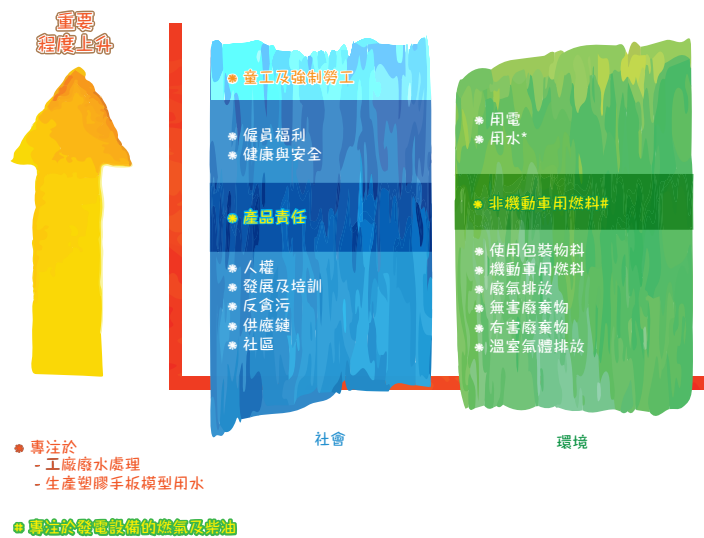 重要
程度上升
童工及強制勞工
僱員福利
健康與安全
產品責任
人權
發展及培訓
反貪污
供應鏈
社區
社會
用電
用水*
非機動車用燃料#
使用包裝物料
機動車用燃料
廢氣排放
無害廢棄物
有害廢棄物
溫室氣體排放
環境
* 專注於
- 工廠廢水處理
- 生產塑膠手板模型用水
# 專注於發電設備的燃氣及柴油